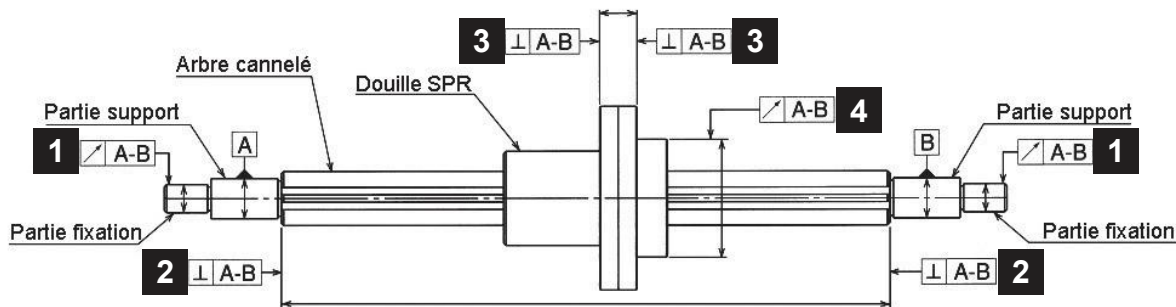 3 ⊥ A-B
⊥ A-B 3
Arbre cannelé
Douille SPR
Partie support
Partie support
↗ A-B 4
1 ↗ A-B
A
B
↗ A-B 1
Partie fixation
Partie fixation
2 ⊥ A-B
⊥ A-B 2